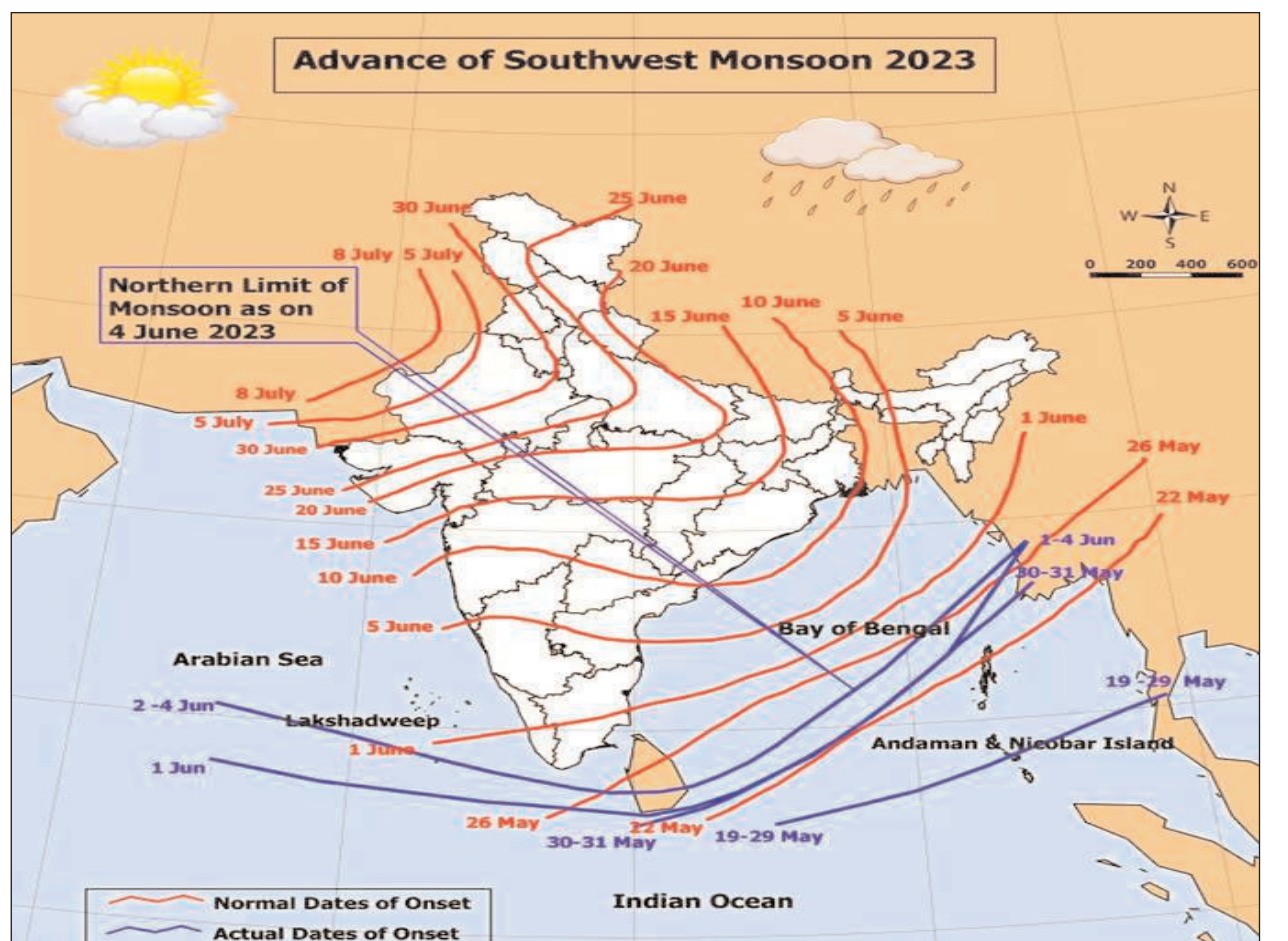 Advance of Southwest Monsoon 2023
N
W E
S
0 200 400 600
30 June
25 June
8 July 5 July
20 June
Northern Limit of
Monsoon as on
4 June 2023
15 June
10 June
5 June
8 July
5 July
30 June
1 June
26 May
25 June
20 June
22 May
15 June
1-4 Jun
10 June
30-31 May
5 June
Bay of Bengal
Arabian Sea
19 -29 May
2 -4 Jun
Lakshadweep
1 June
Andaman & Nicobar Island
1 Jun
26 May
22 May
30-31 May
19-29 May
Indian Ocean
Normal Dates of Onset
Actual Dates of Onset